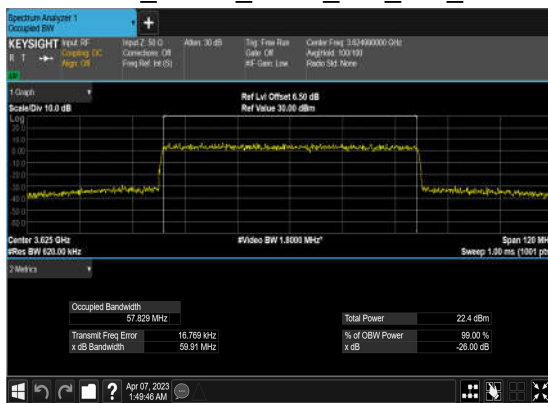 Spectrum Analyzer 1
Occupied BW
+
KEYSIGHT
R T
Input: RF
Coupling: DC
Align: Off
Input Z: 50 Ω
Corrections: Off
Freq Ref: Int (S)
Atten: 30 dB
Trig: Free Run
Gate: Off
#IF Gain: Low
Center Freq: 3.624990000 GHz
Avg|Hold: 100/100
Radio Std: None
1 Graph
Scale/Div 10.0 dB
Ref Lvl Offset 6.50 dB
Ref Value 30.00 dBm
Log
Center 3.625 GHz
#Res BW 620.00 kHz
#Video BW 1.8000 MHz*
Span 120 MH
Sweep 1.00 ms (1001 pts
2 Metrics
Occupied Bandwidth
57.829 MHz
Transmit Freq Error 16.769 kHz
x dB Bandwidth 59.91 MHz
Total Power 22.4 dBm
% of OBW Power 99.00 %
x dB -26.00 dB
?
Apr 07, 2023
1:49:46 AM